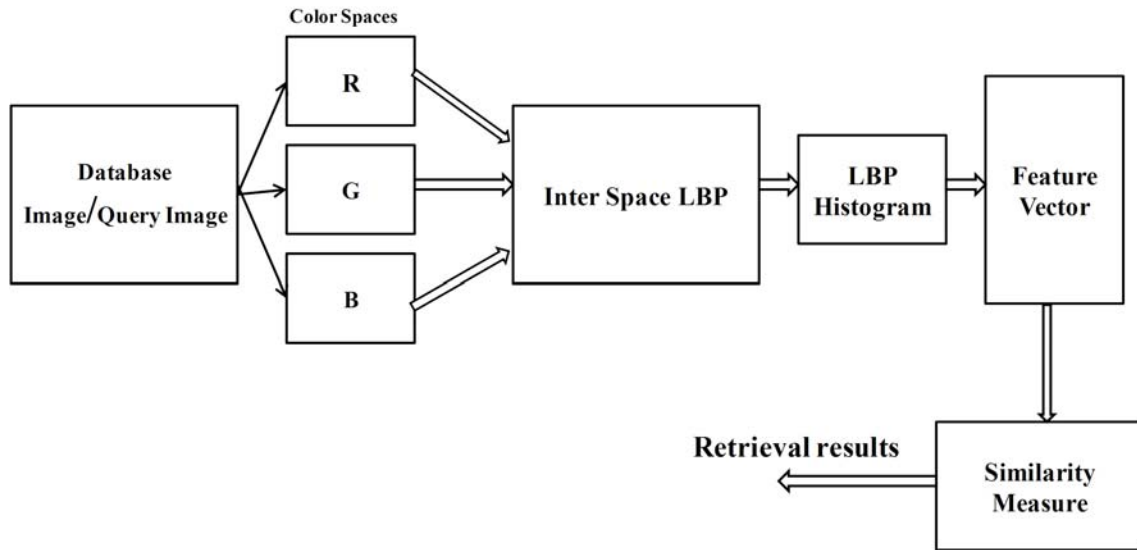 Color Spaces
R
G
B
Database
Image/Query Image
Inter Space LBP
LBP
Histogram
Feature
Vector
Similarity
Measure
Retrieval results